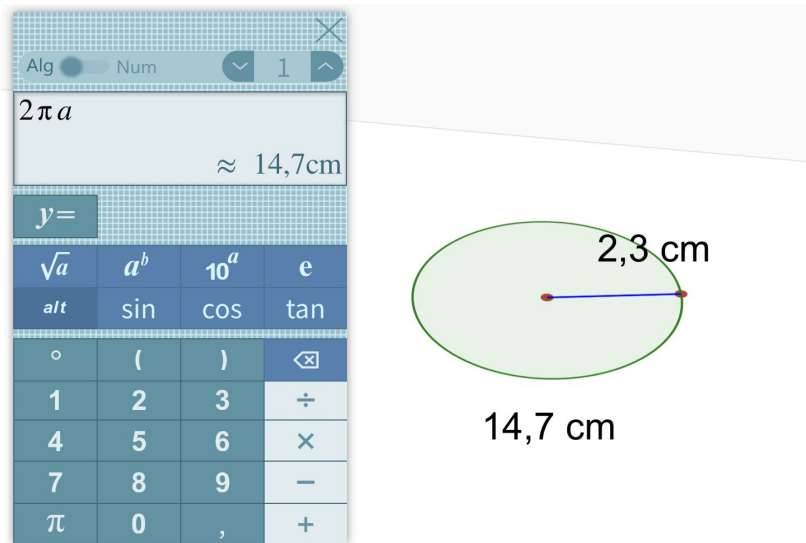 Alg Num 1
2πa
≈ 14,7cm
y=
√a a^b 10^a e
alt sin cos tan
° ( ) ⌫
1 2 3 ÷
4 5 6 ×
7 8 9 −
π 0 , +
2,3 cm
14,7 cm